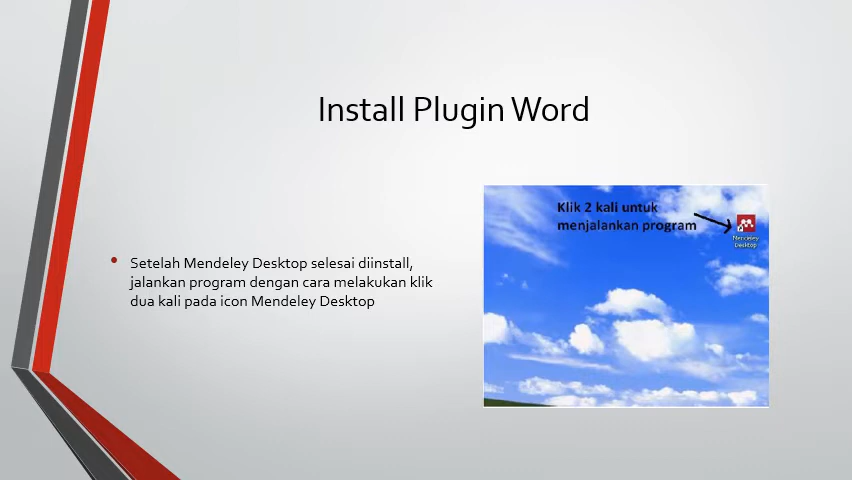 Install Plugin Word
Klik 2 kali untuk
menjalankan program
Mendeley
Desktop
• Setelah Mendeley Desktop selesai diinstall,
jalankan program dengan cara melakukan klik
dua kali pada icon Mendeley Desktop